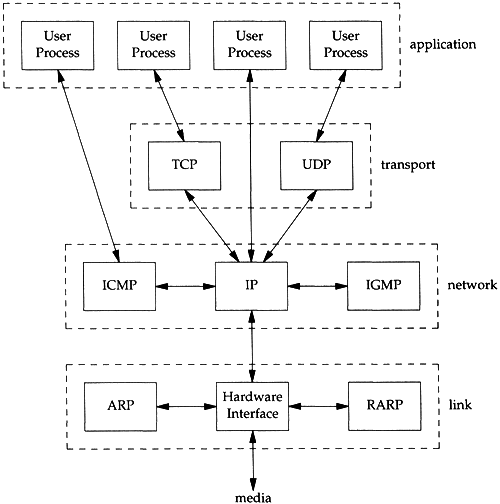 User Process
User Process
User Process
User Process
application
TCP
UDP
transport
ICMP
IP
IGMP
network
ARP
Hardware
Interface
RARP
link
media